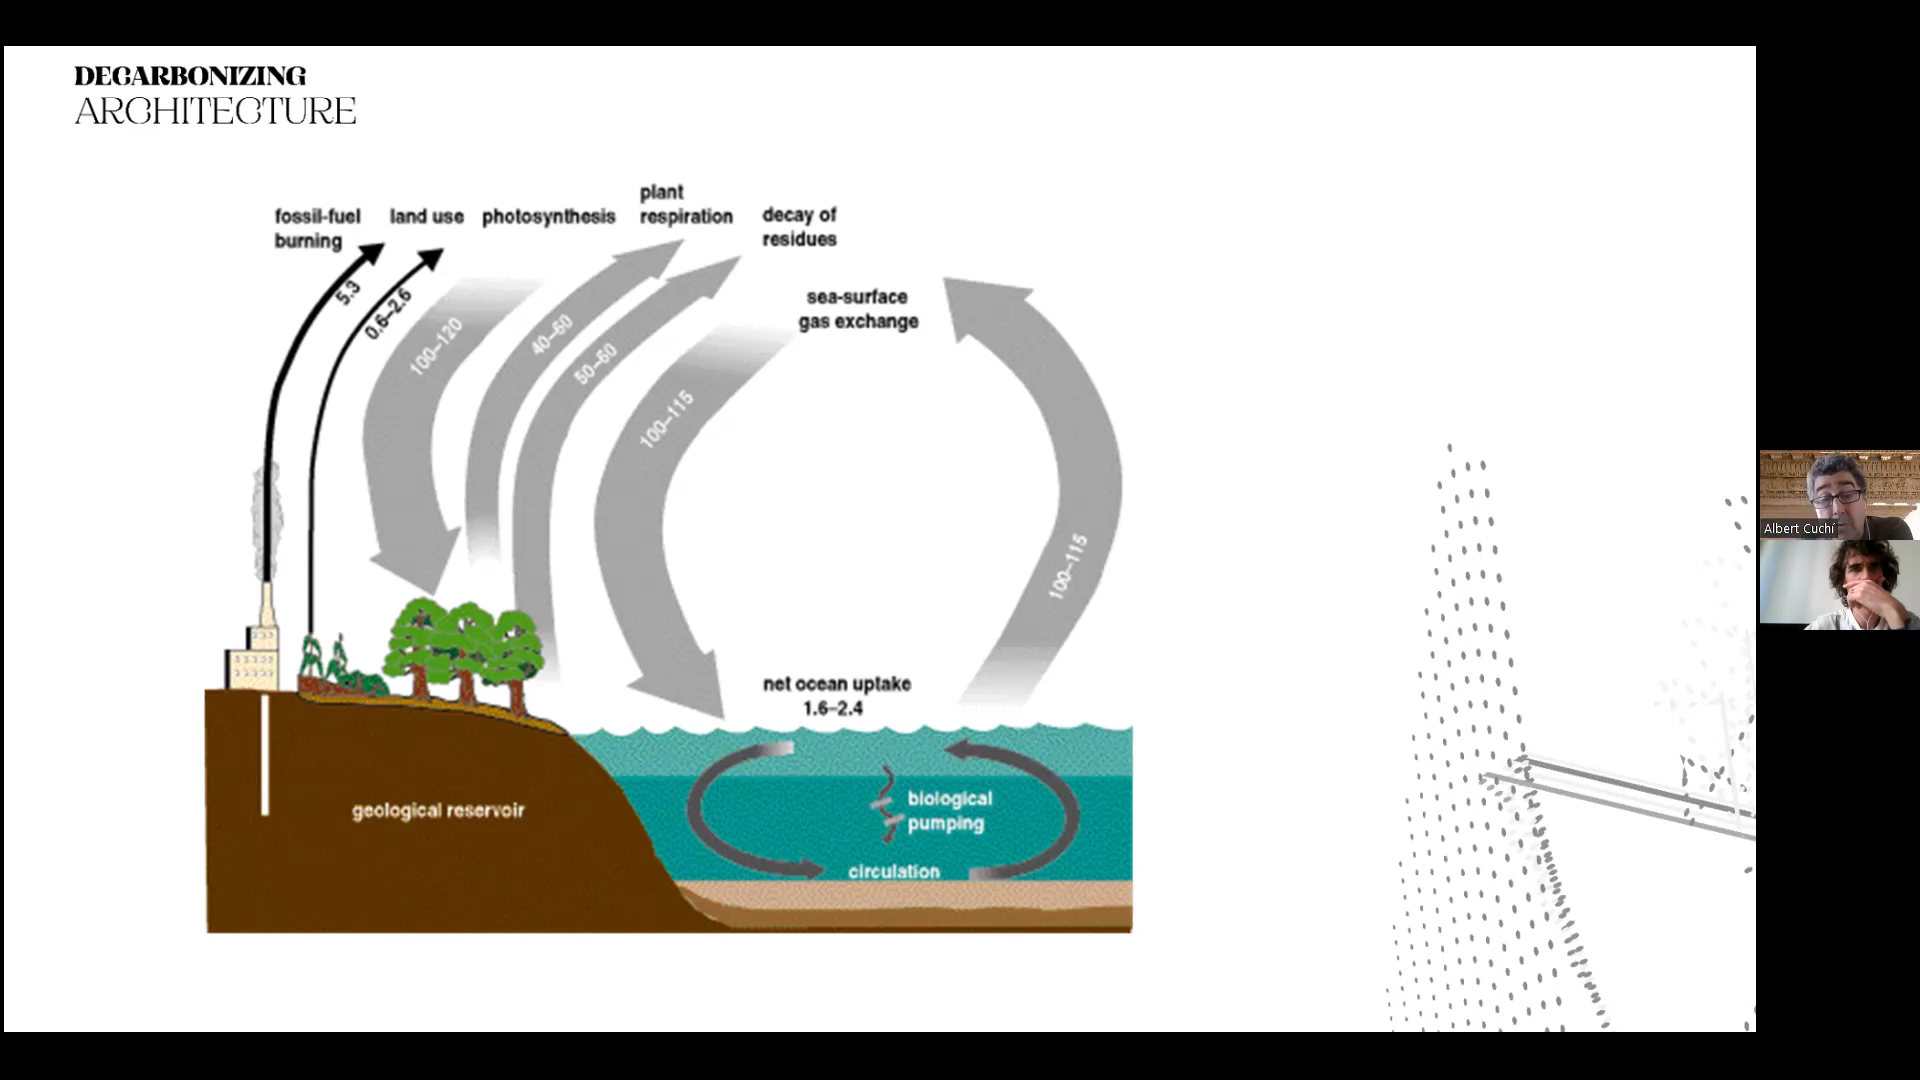 DECARBONIZING
ARCHITECTURE
plant
respiration
fossil-fuel
burning
land use
photosynthesis
decay of
residues
sea-surface
gas exchange
5.3
0.6–2.6
100–120
40–60
50–60
100–115
100–115
Albert Cuchí
net ocean uptake
1.6–2.4
geological reservoir
biological
pumping
circulation